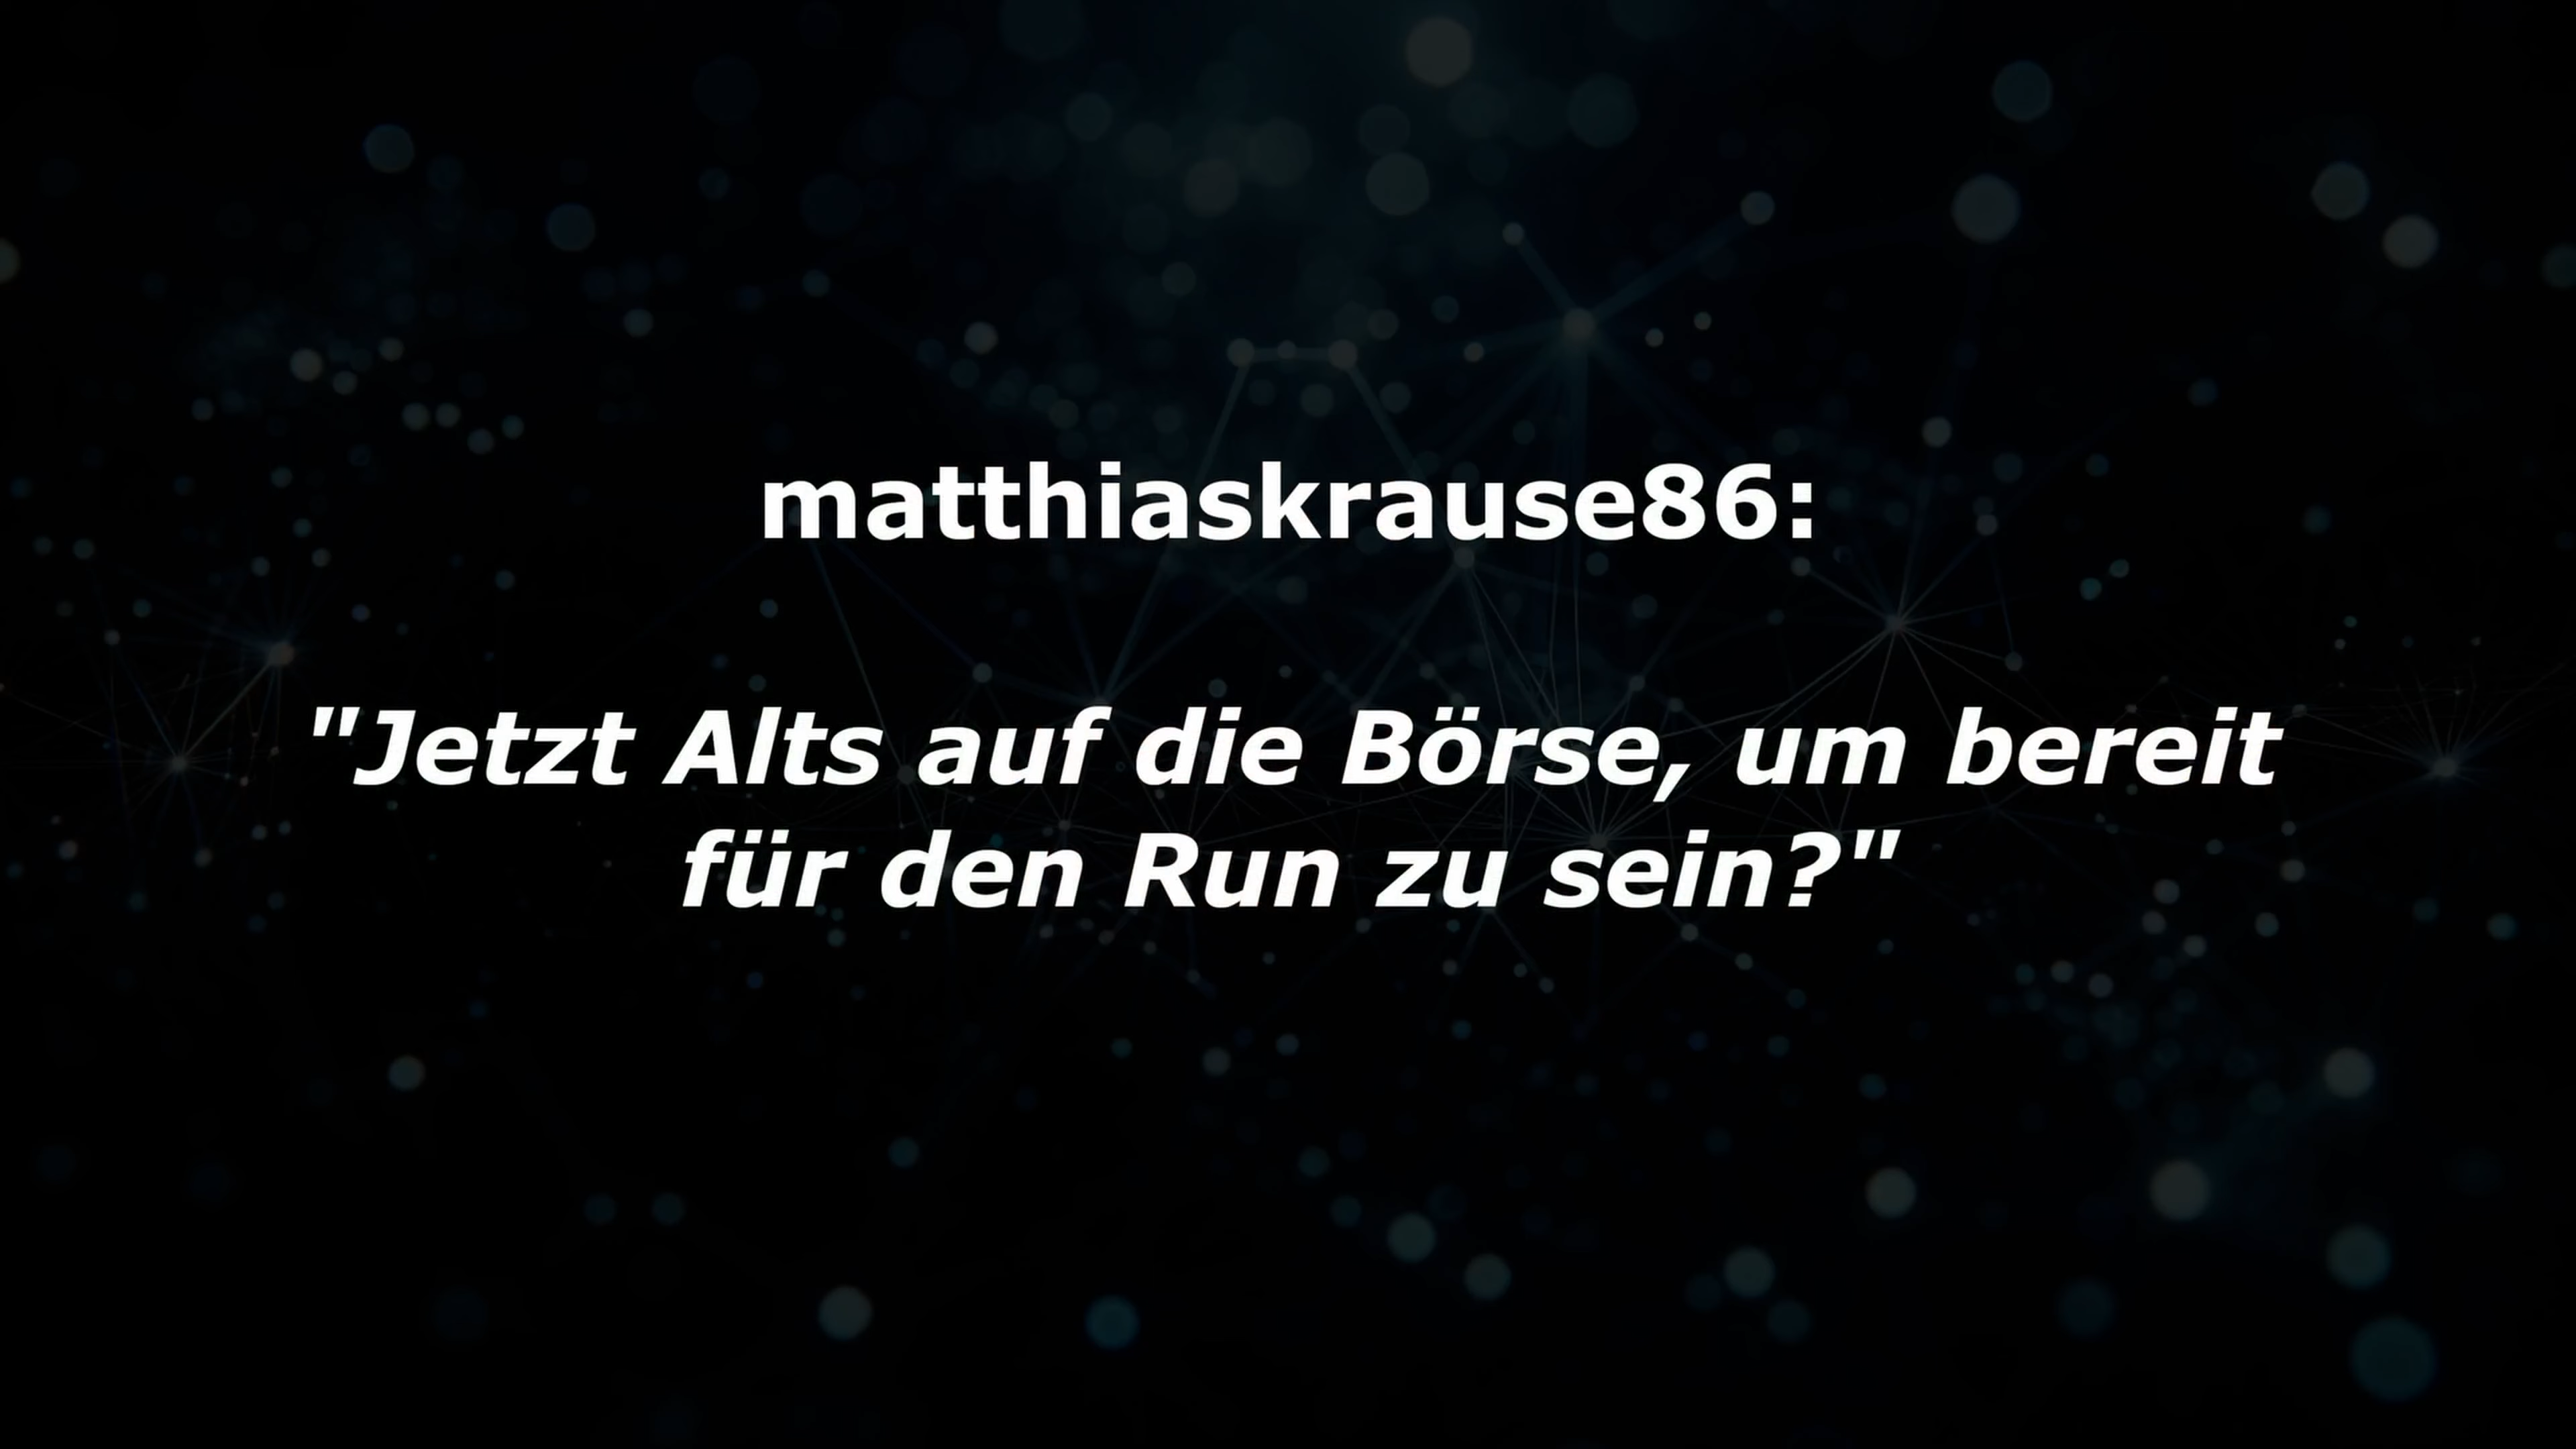 matthiaskrause86:
"Jetzt Alts auf die Börse, um bereit
für den Run zu sein?"